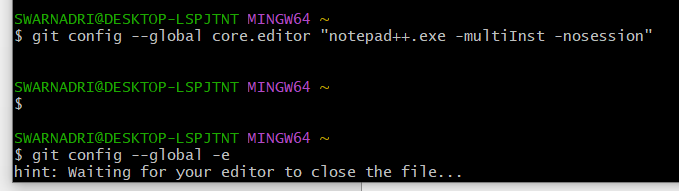 SWARNADRI@DESKTOP-LSPJTNT MINGW64 ~
$ git config --global core.editor "notepad++.exe -multiInst -nosession"
SWARNADRI@DESKTOP-LSPJTNT MINGW64 ~
$
SWARNADRI@DESKTOP-LSPJTNT MINGW64 ~
$ git config --global -e
hint: Waiting for your editor to close the file...